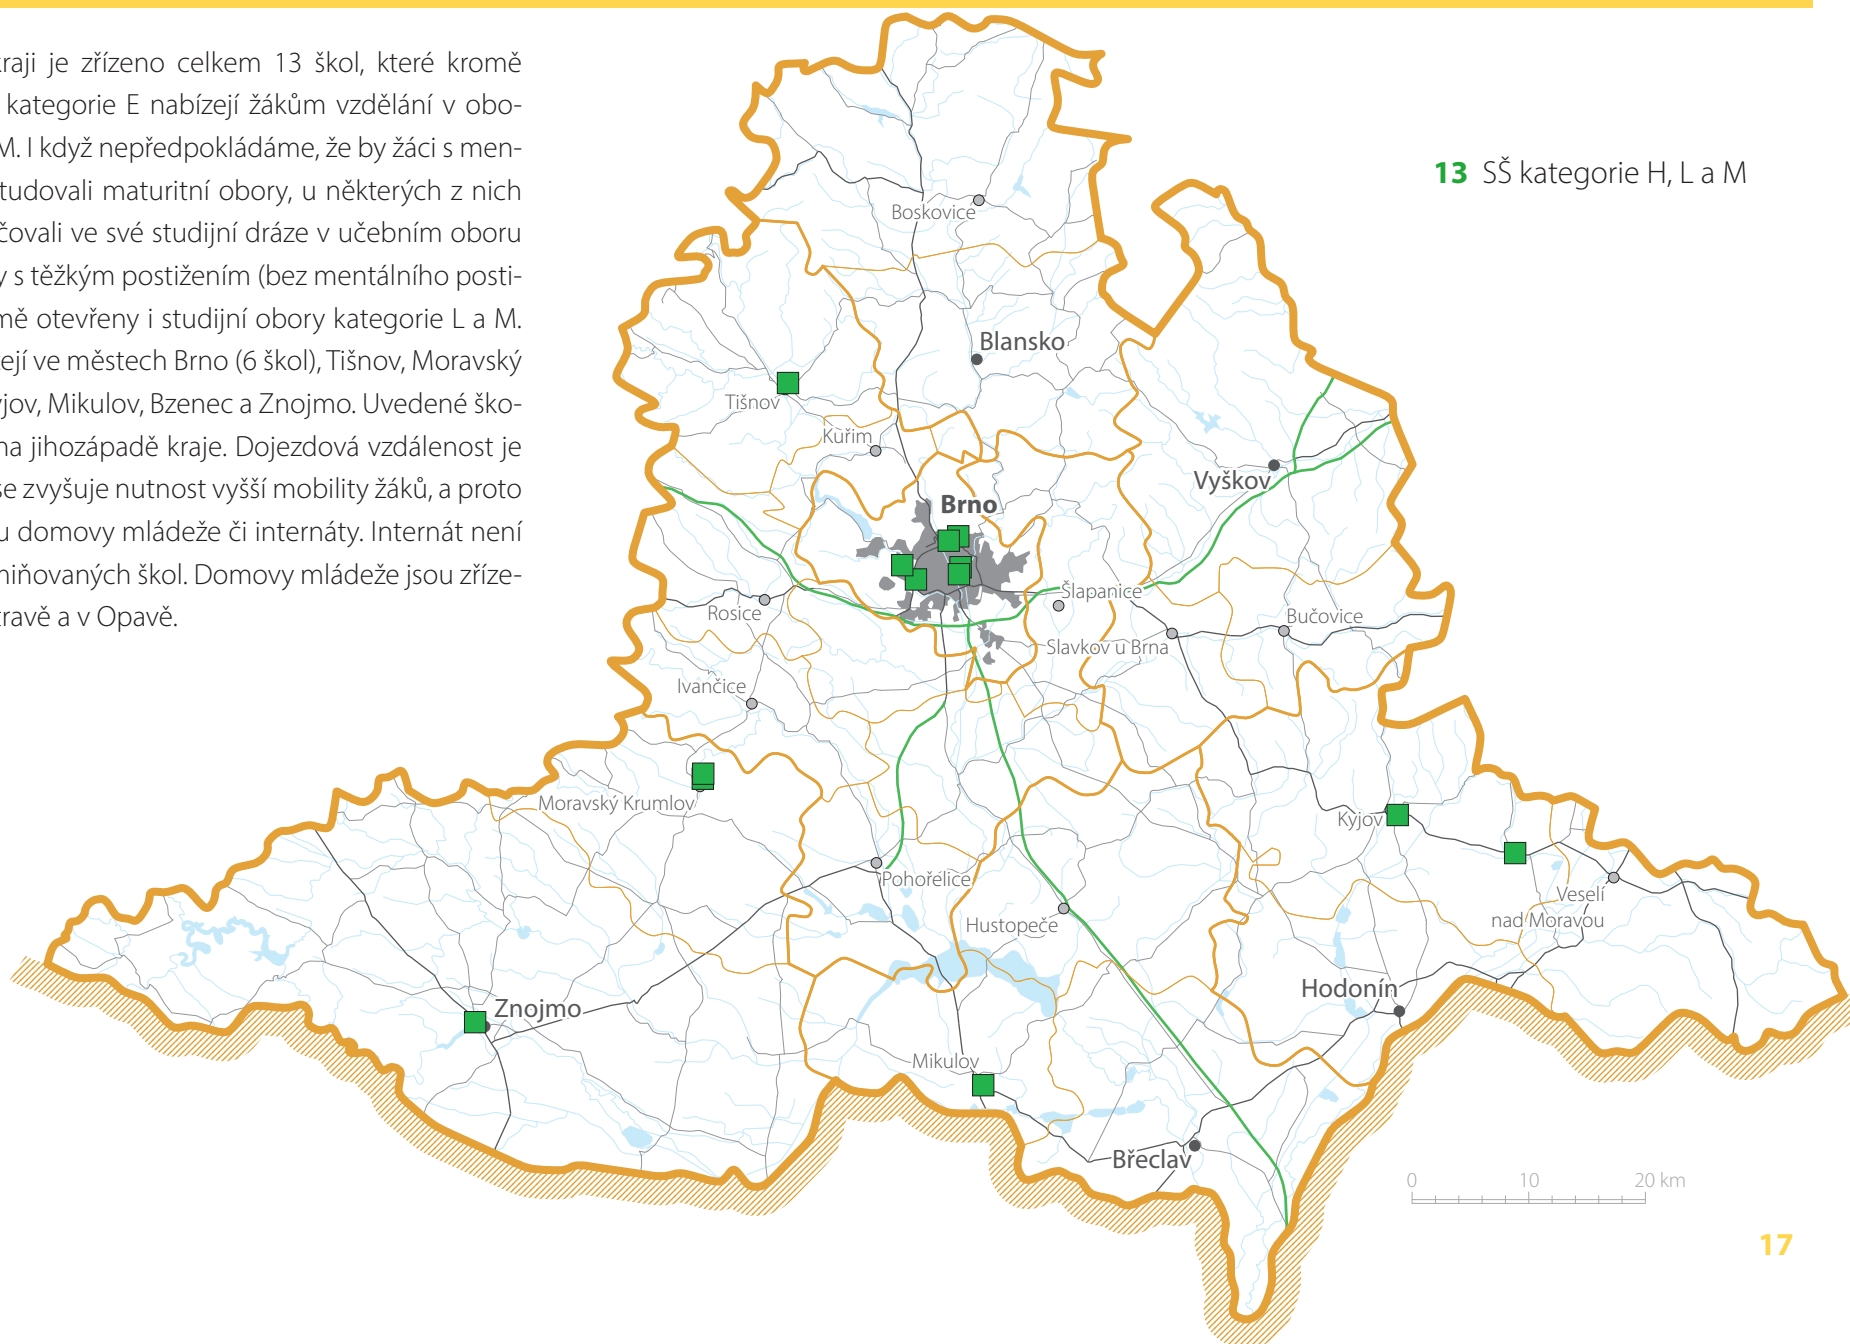 kraji je zřízeno celkem 13 škol, které kromě
kategorie E nabízejí žákům vzdělání v obo-
M. I když nepředpokládáme, že by žáci s men-
tudovali maturitní obory, u některých z nich
čovali ve své studijní dráze v učebním oboru
y s těžkým postižením (bez mentálního posti-
mě otevřeny i studijní obory kategorie L a M.
zejí ve městech Brno (6 škol), Tišnov, Moravský
yjov, Mikulov, Bzenec a Znojmo. Uvedené ško-
na jihozápadě kraje. Dojezdová vzdálenost je
se zvyšuje nutnost vyšší mobility žáků, a proto
u domovy mládeže či internáty. Internát není
miňovaných škol. Domovy mládeže jsou zříze-
travě a v Opavě.
13 SŠ kategorie H, L a M
Boskovice
Blansko
Tišnov
Kuřim
Vyškov
Brno
Šlapanice
Rosice
Bučovice
Slavkov u Brna
Ivančice
Moravský Krumlov
Kyjov
Pohořelice
Veselí
nad Moravou
Hustopeče
Hodonín
Znojmo
Mikulov
Břeclav
0 10 20 km
17